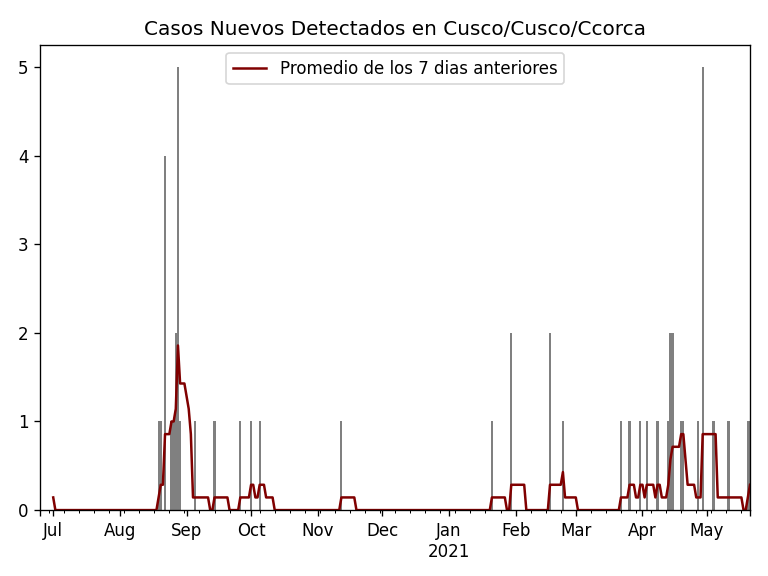 Casos Nuevos Detectados en Cusco/Cusco/Ccorca
Promedio de los 7 dias anteriores
5
4
3
2
1
0
Jul Aug Sep Oct Nov Dec Jan Feb Mar Apr May
2021